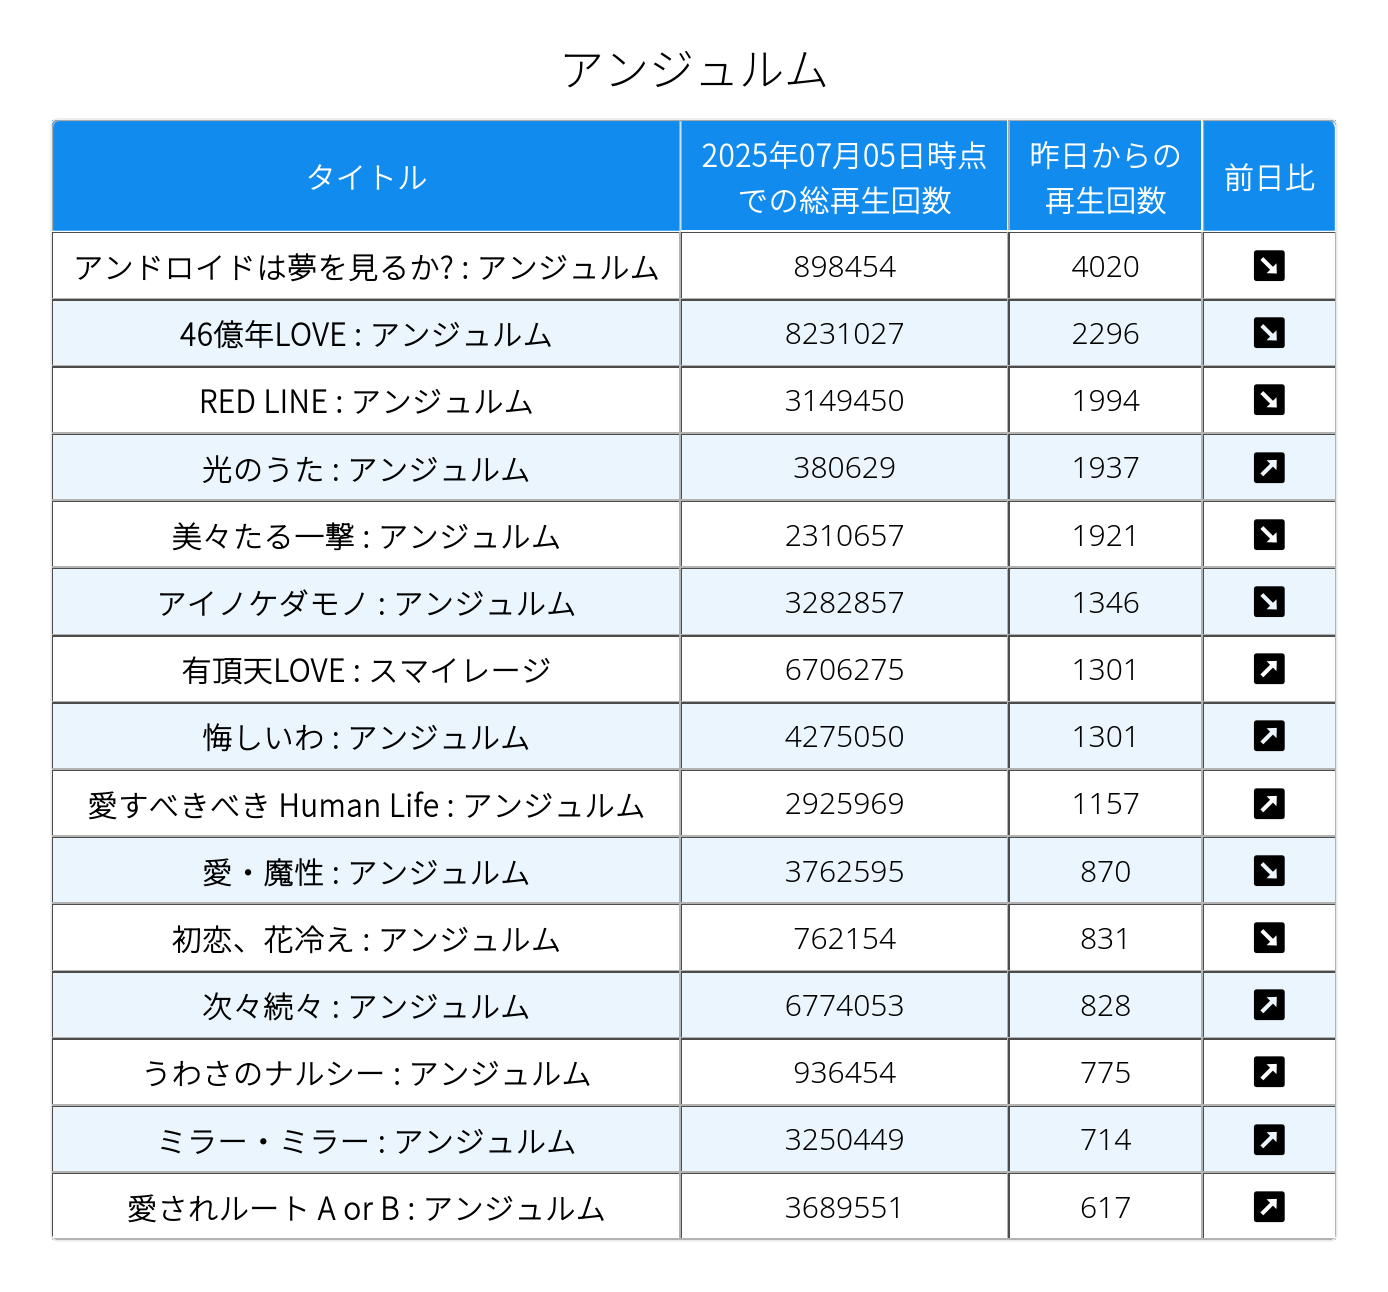 アンジュルム
タイトル
2025年07月05日時点
での総再生回数
昨日からの
再生回数
前日比
アンドロイドは夢を見るか? : アンジュルム 898454 4020 ↘
46億年LOVE : アンジュルム 8231027 2296 ↘
RED LINE : アンジュルム 3149450 1994 ↘
光のうた : アンジュルム 380629 1937 ↗
美々たる一撃 : アンジュルム 2310657 1921 ↘
アイノケダモノ : アンジュルム 3282857 1346 ↘
有頂天LOVE : スマイレージ 6706275 1301 ↗
悔しいわ : アンジュルム 4275050 1301 ↗
愛すべきべき Human Life : アンジュルム 2925969 1157 ↗
愛・魔性 : アンジュルム 3762595 870 ↘
初恋、花冷え : アンジュルム 762154 831 ↘
次々続々 : アンジュルム 6774053 828 ↗
うわさのナルシー : アンジュルム 936454 775 ↗
ミラー・ミラー : アンジュルム 3250449 714 ↗
愛されルート A or B : アンジュルム 3689551 617 ↗